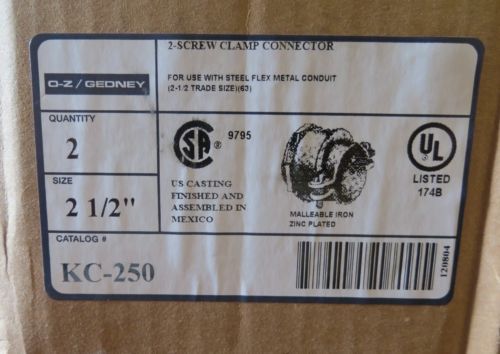 2-SCREW CLAMP CONNECTOR
O-Z/GEDNEY
FOR USE WITH STEEL FLEX METAL CONDUIT
(2-1/2 TRADE SIZE)(63)
QUANTITY
2
SIZE
2 1/2"
CATALOG #
KC-250
SA ® 9795
US CASTING
FINISHED AND
ASSEMBLED IN
MEXICO
MALLEABLE IRON
ZINC PLATED
UL
LISTED
174B
120804